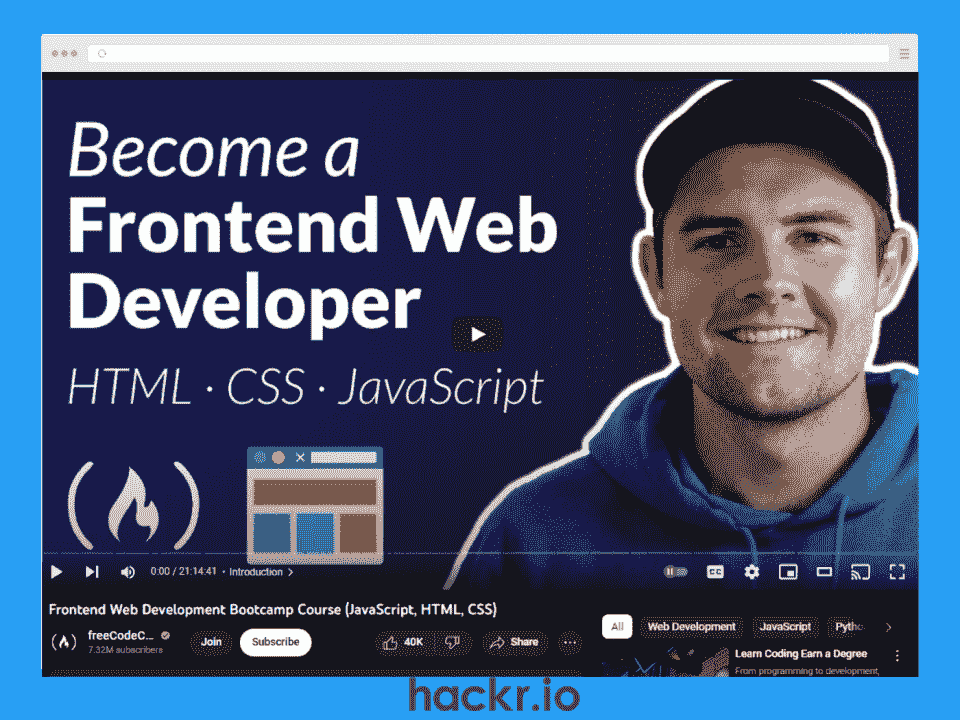 Become a
Frontend Web
Developer
HTML · CSS · JavaScript
CC
0:00 / 21:14:41 · Introduction >
Frontend Web Development Bootcamp Course (JavaScript, HTML, CSS)
freeCodeC...
7.32M subscribers
Join
Subscribe
40K
Share
All
Web Development
JavaScript
Pytho
Learn Coding Earn a Degree
From programming to development,
hackr.io